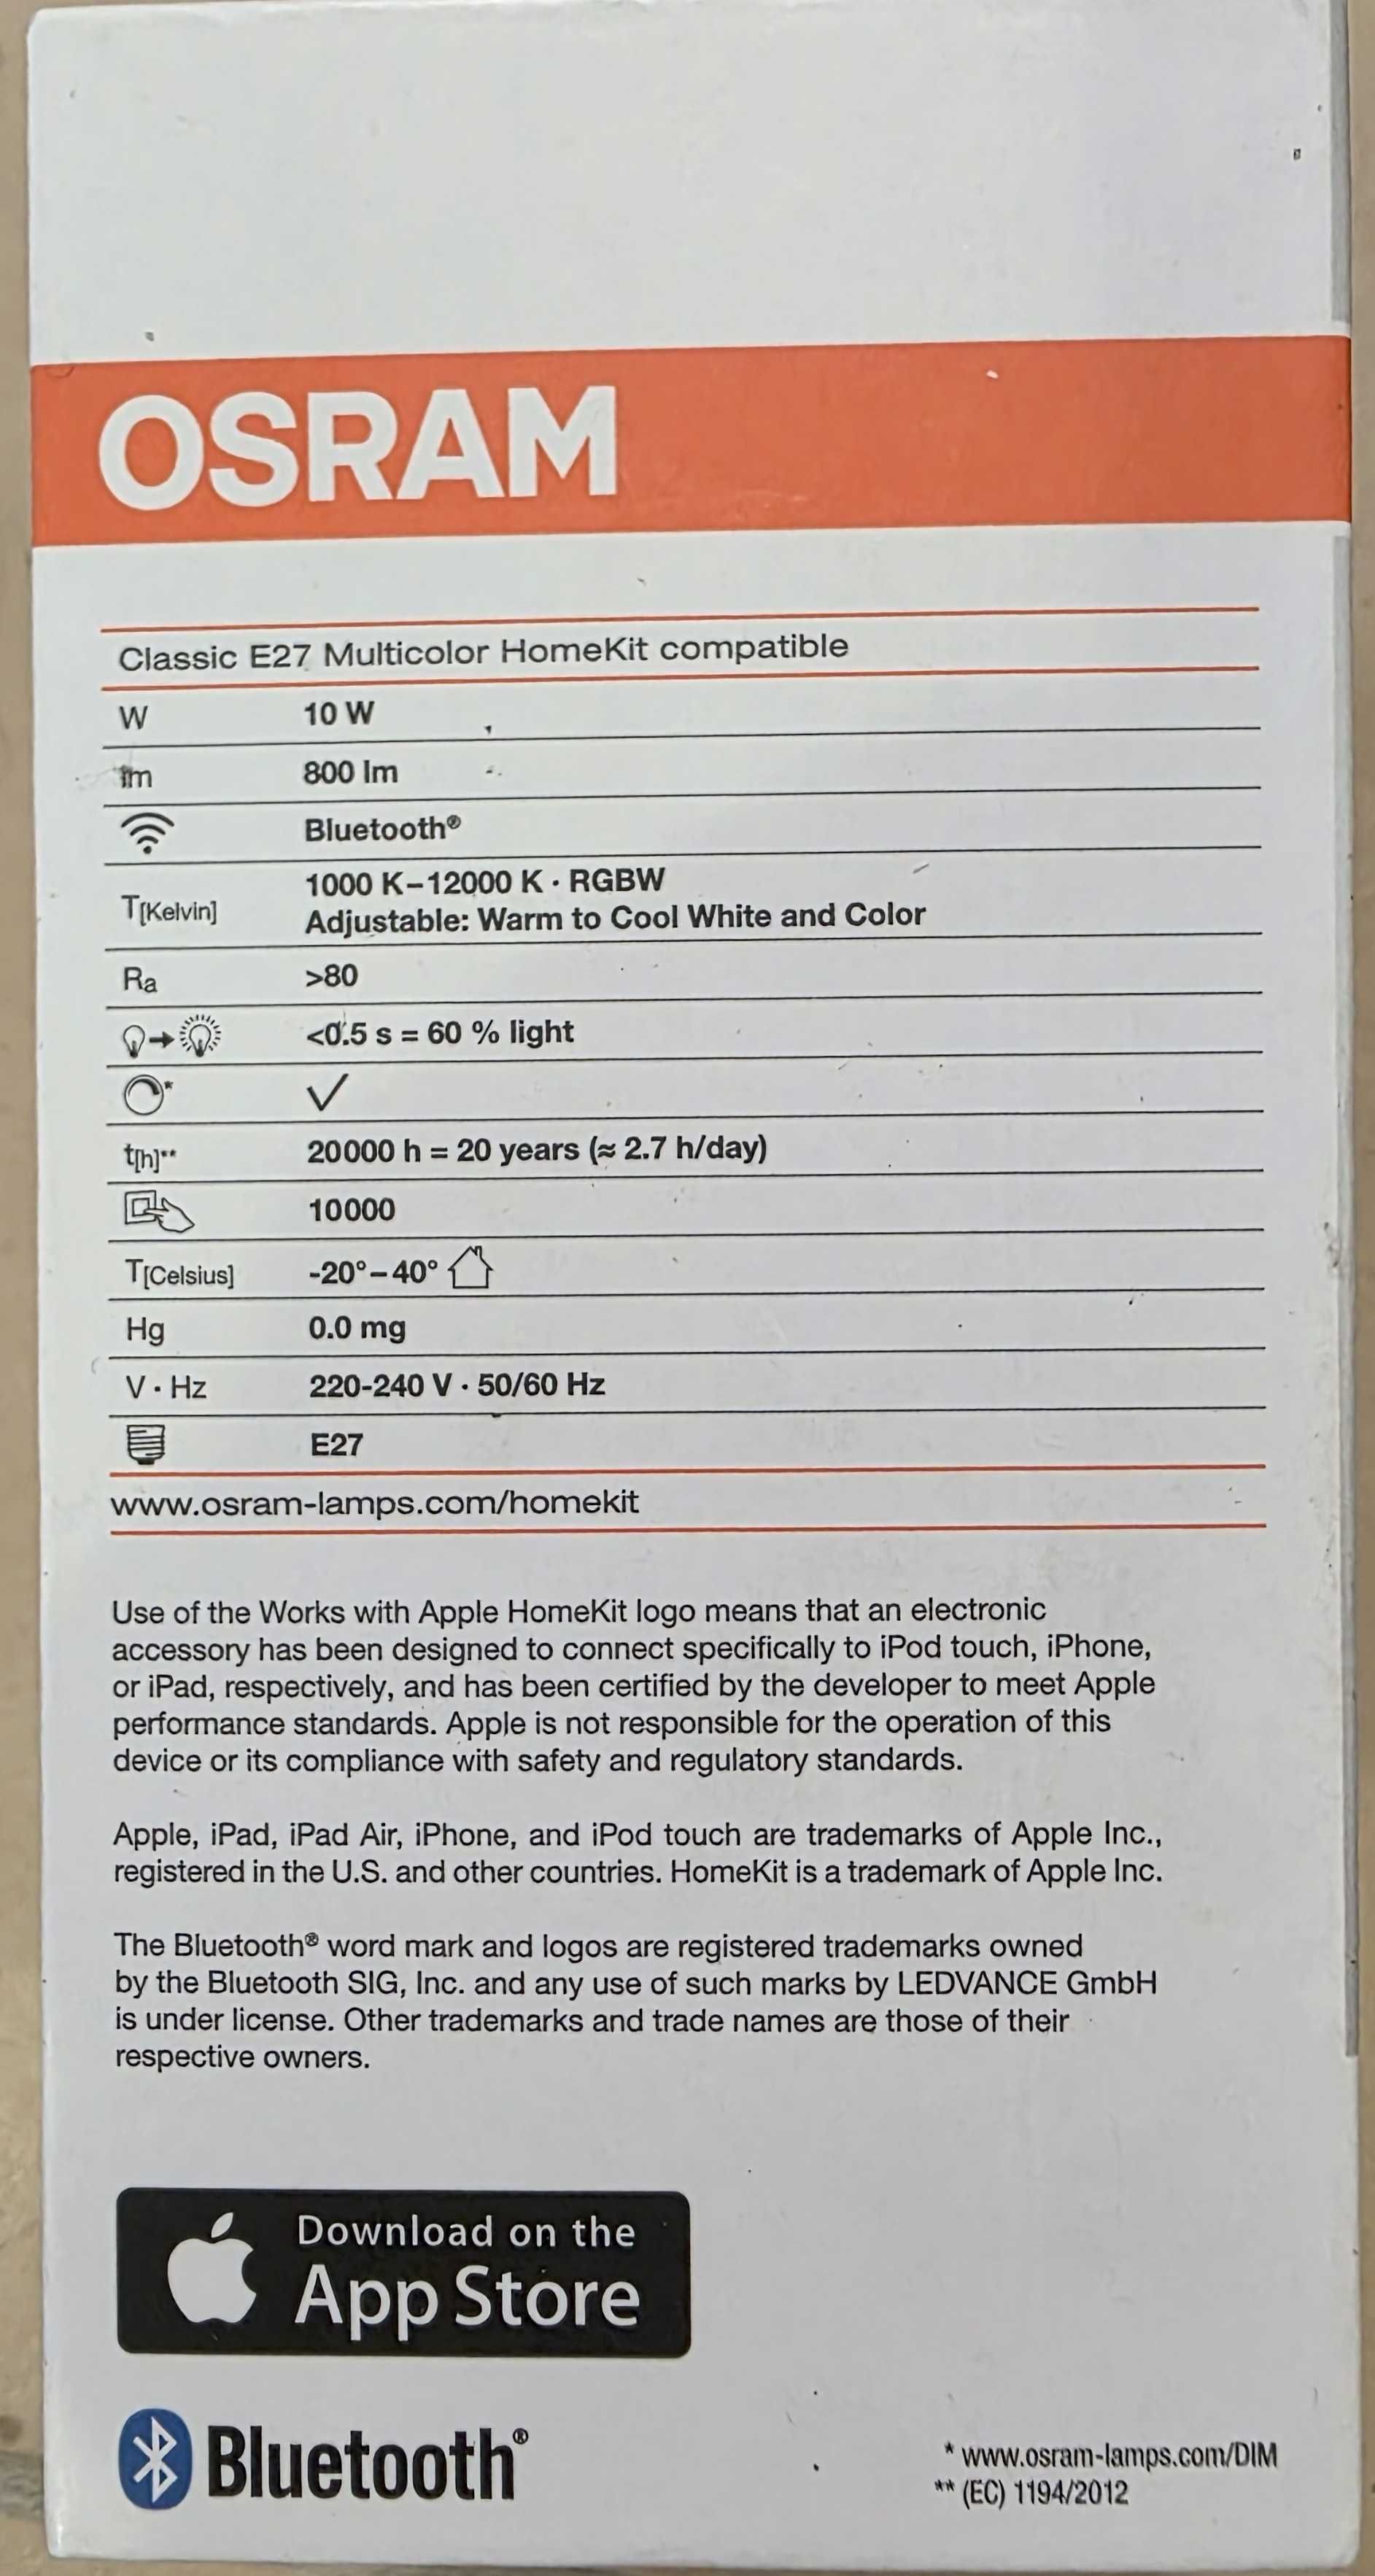 OSRAM
Classic E27 Multicolor HomeKit compatible
W 10 W
lm 800 lm
Bluetooth®
T[Kelvin] 1000 K–12000 K · RGBW
Adjustable: Warm to Cool White and Color
Ra >80
<0.5 s = 60 % light
* ✓
t[h]** 20000 h = 20 years (≈ 2.7 h/day)
10000
T[Celsius] -20°–40°
Hg 0.0 mg
V · Hz 220-240 V · 50/60 Hz
E27
www.osram-lamps.com/homekit
Use of the Works with Apple HomeKit logo means that an electronic
accessory has been designed to connect specifically to iPod touch, iPhone,
or iPad, respectively, and has been certified by the developer to meet Apple
performance standards. Apple is not responsible for the operation of this
device or its compliance with safety and regulatory standards.
Apple, iPad, iPad Air, iPhone, and iPod touch are trademarks of Apple Inc.,
registered in the U.S. and other countries. HomeKit is a trademark of Apple Inc.
The Bluetooth® word mark and logos are registered trademarks owned
by the Bluetooth SIG, Inc. and any use of such marks by LEDVANCE GmbH
is under license. Other trademarks and trade names are those of their
respective owners.
Download on the
App Store
Bluetooth®
* www.osram-lamps.com/DIM
** (EC) 1194/2012